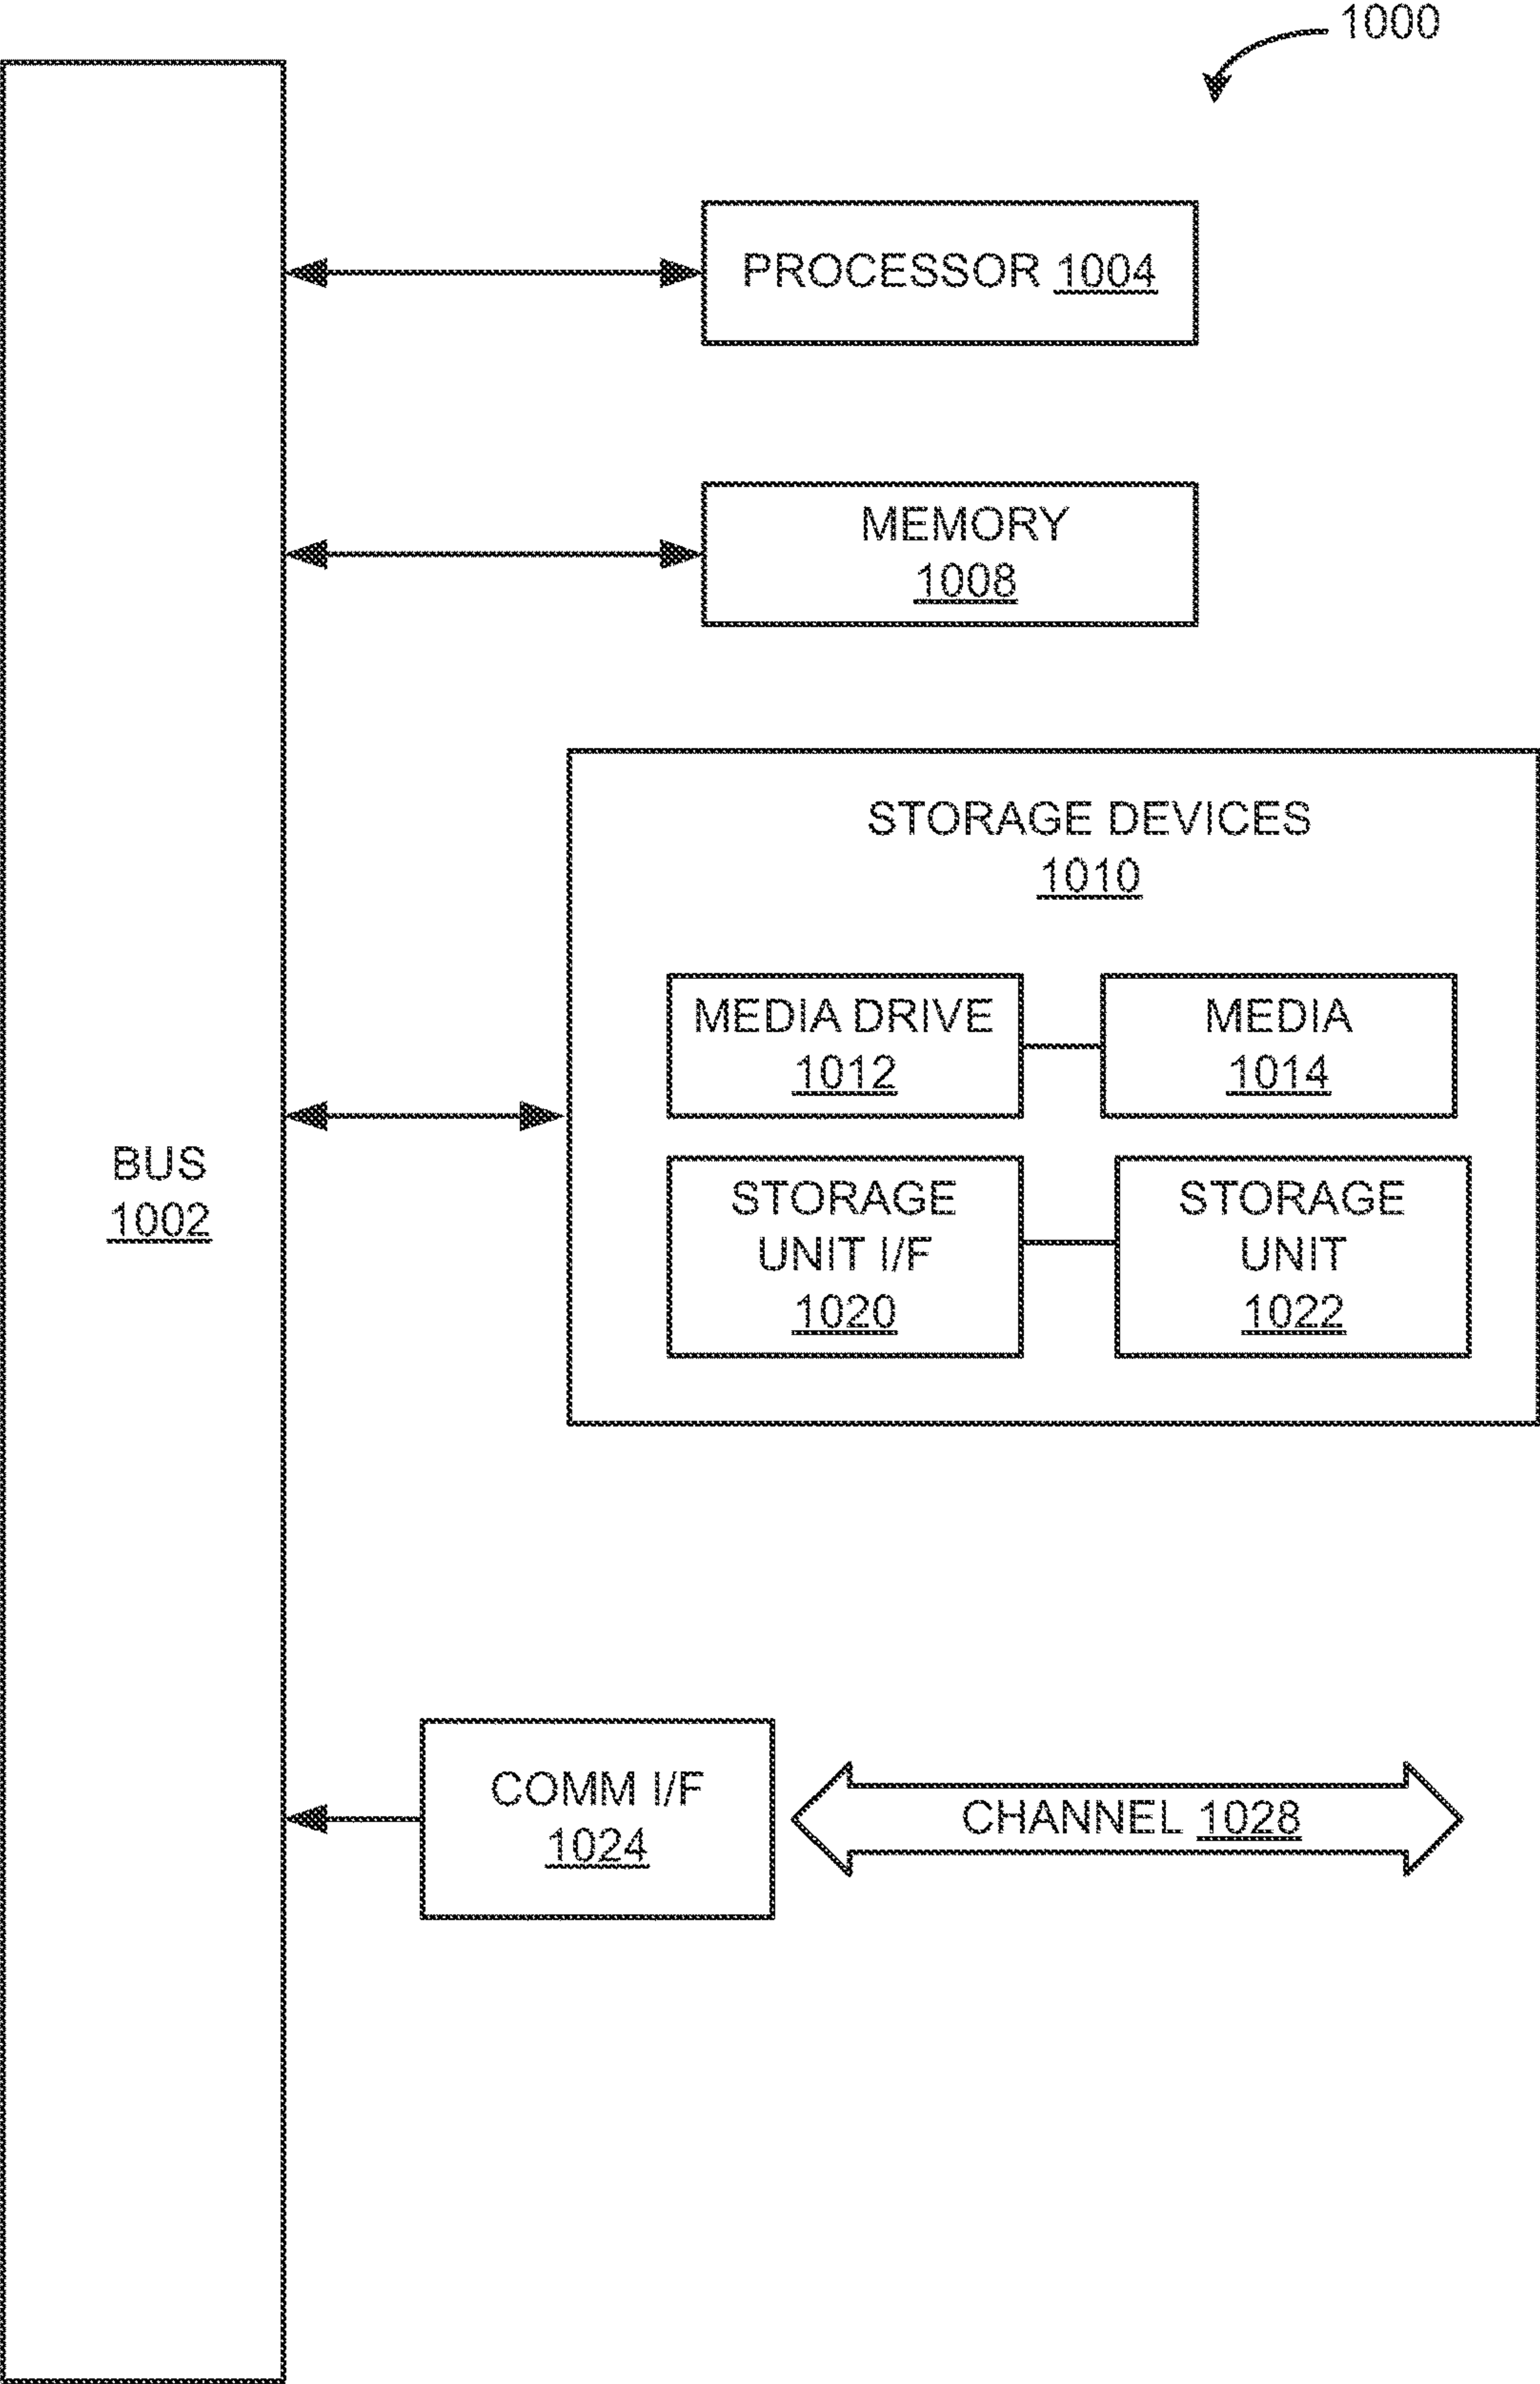 1000
PROCESSOR 1004
MEMORY
1008
STORAGE DEVICES
1010
MEDIA DRIVE
1012
MEDIA
1014
BUS
1002
STORAGE
UNIT I/F
1020
STORAGE
UNIT
1022
COMM I/F
1024
CHANNEL 1028